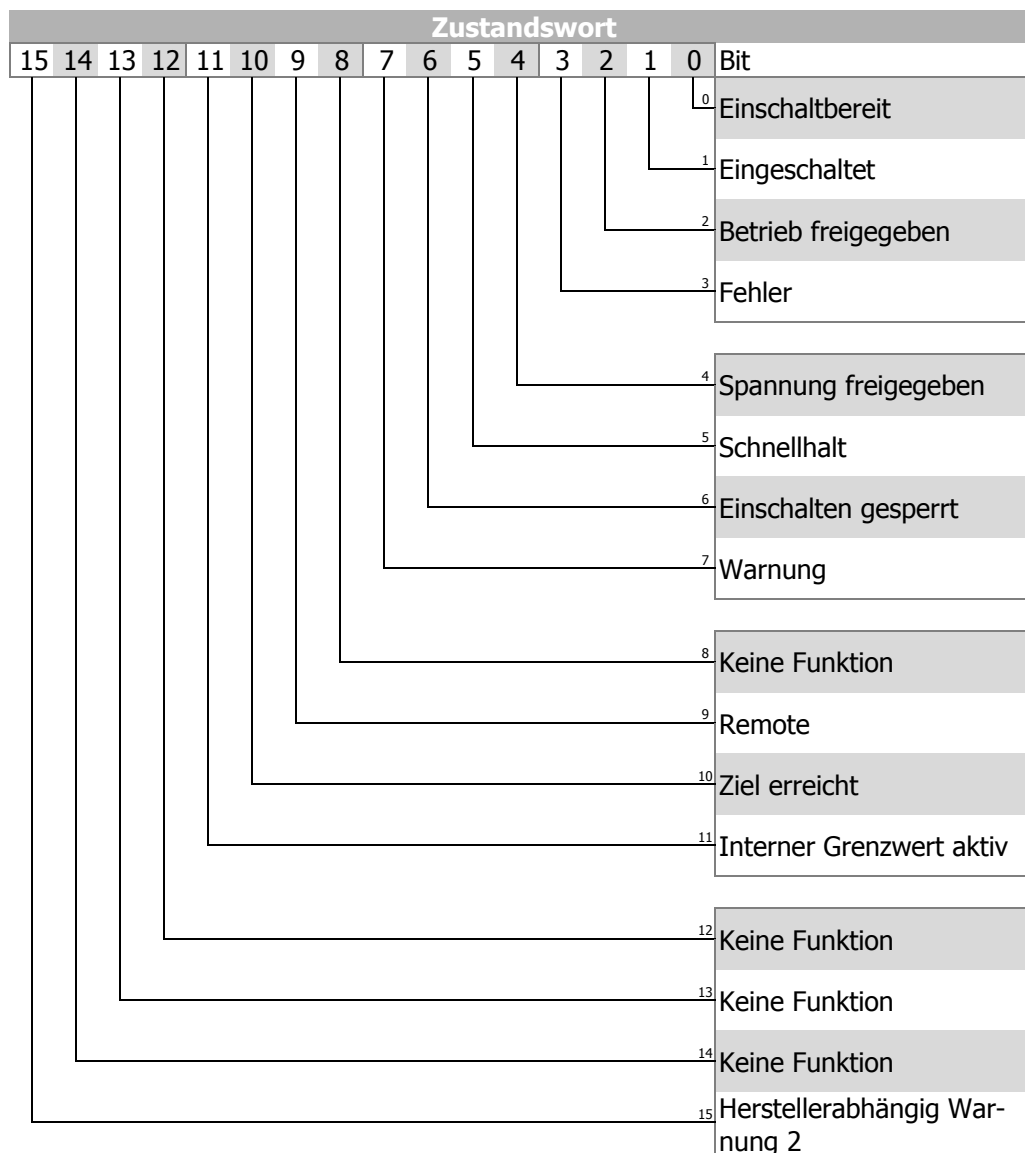 Zustandswort
15 14 13 12 11 10 9 8 7 6 5 4 3 2 1 0 Bit
0 Einschaltbereit
1 Eingeschaltet
2 Betrieb freigegeben
3 Fehler
4 Spannung freigegeben
5 Schnellhalt
6 Einschalten gesperrt
7 Warnung
8 Keine Funktion
9 Remote
10 Ziel erreicht
11 Interner Grenzwert aktiv
12 Keine Funktion
13 Keine Funktion
14 Keine Funktion
15 Herstellerabhängig War-
nung 2